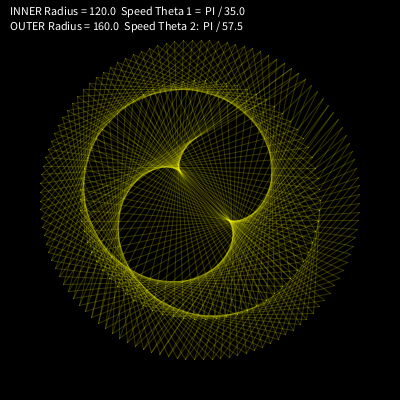 INNER Radius = 120.0  Speed Theta 1 = PI / 35.0
OUTER Radius = 160.0  Speed Theta 2: PI / 57.5